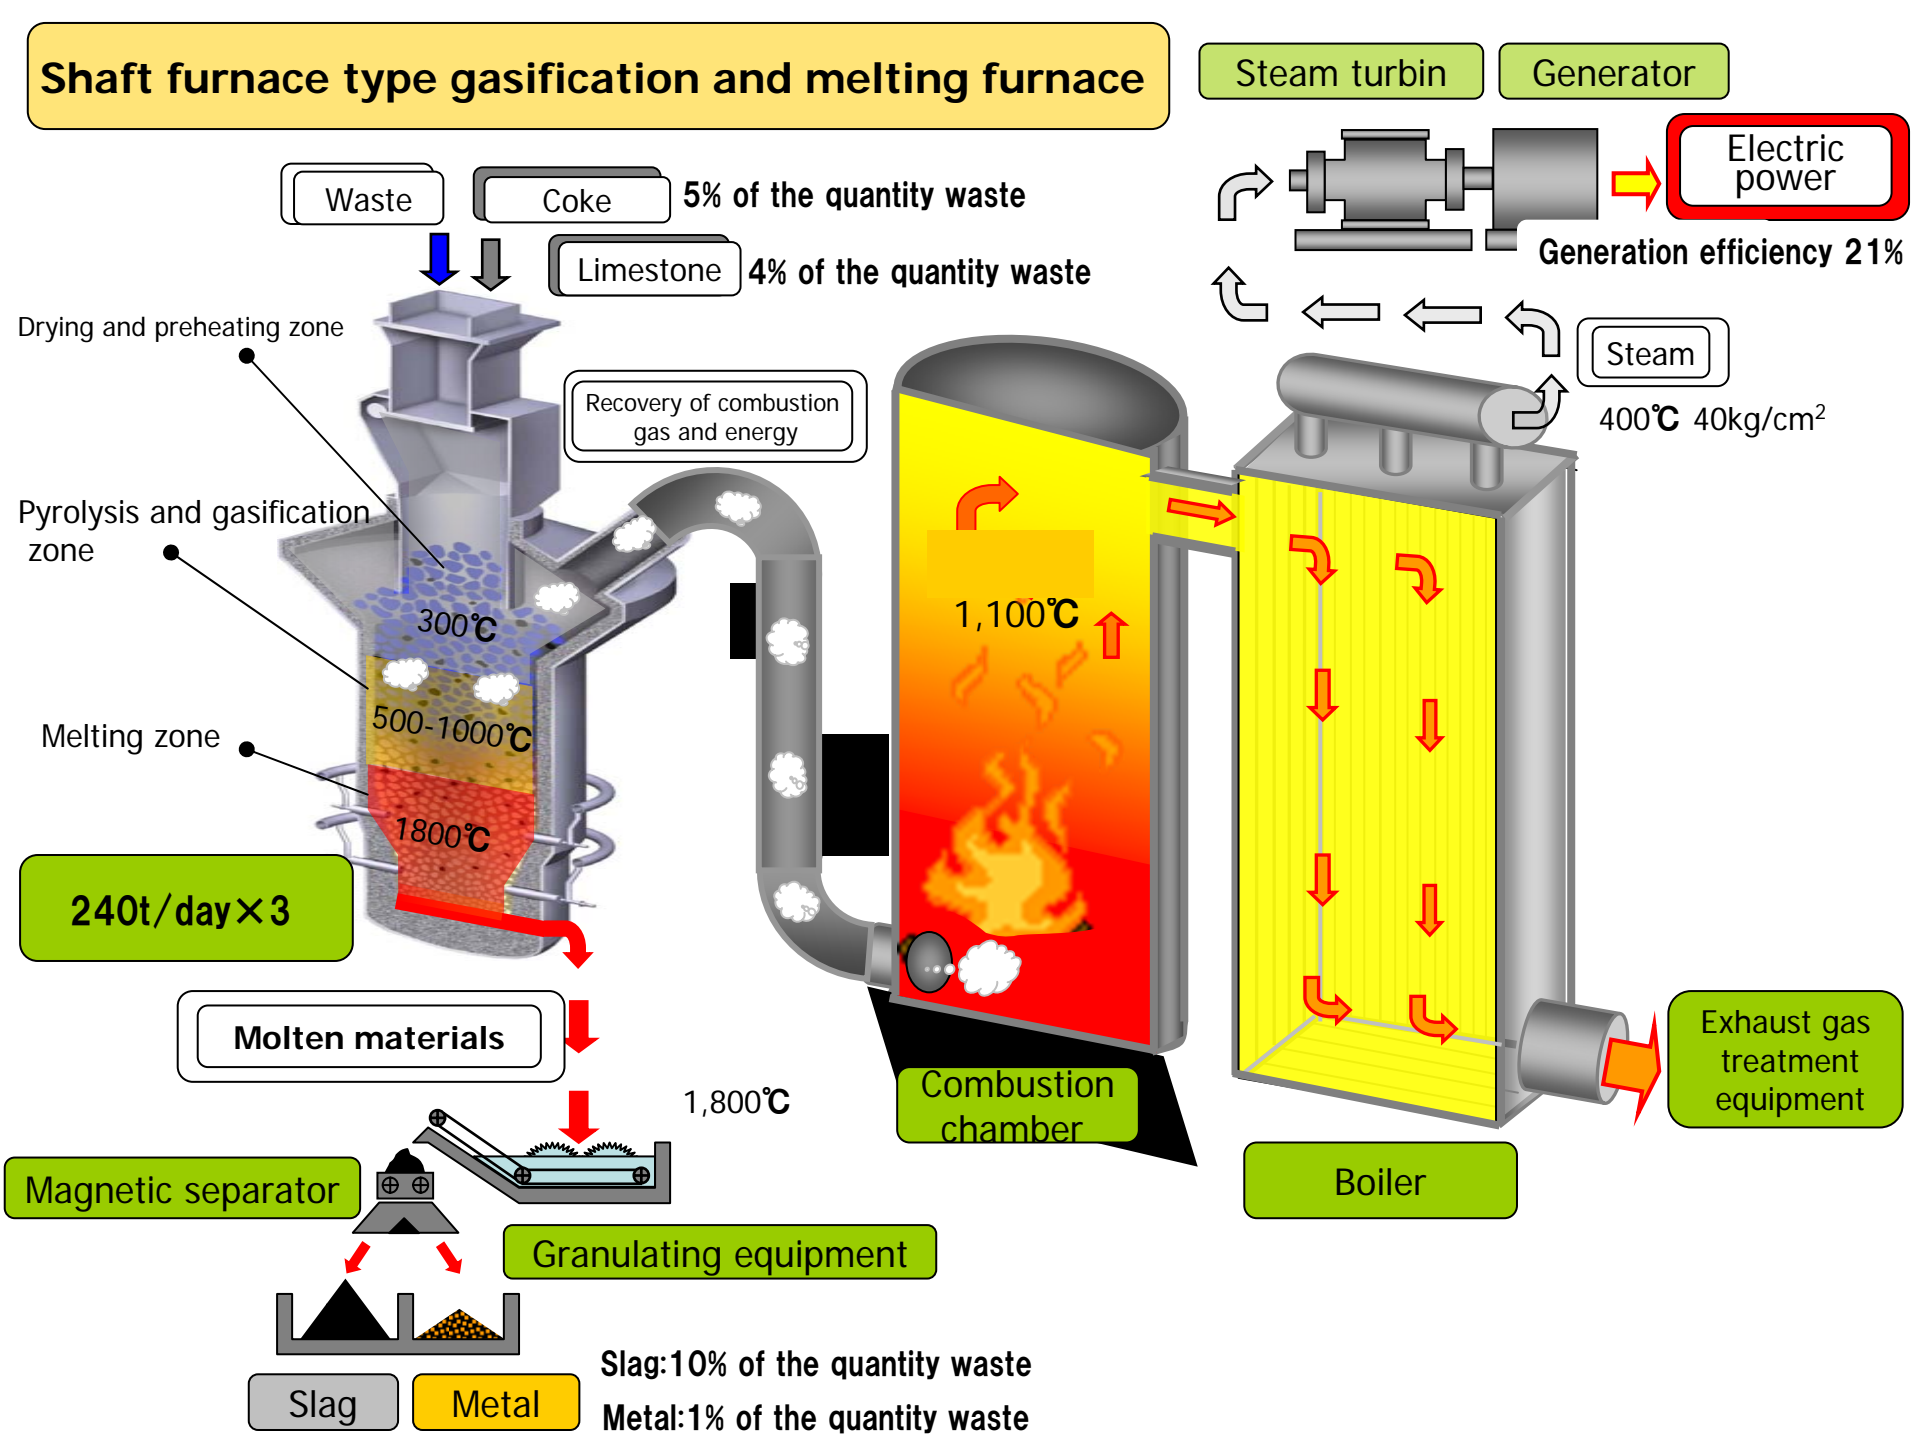 Shaft furnace type gasification and melting furnace
Steam turbin
Generator
Electric
power
Generation efficiency 21%
Waste
Coke
5% of the quantity waste
Limestone
4% of the quantity waste
Drying and preheating zone
Recovery of combustion
gas and energy
Steam
400℃ 40kg/cm²
Pyrolysis and gasification
zone
300℃
500-1000℃
1,100℃
Melting zone
1800℃
240t/day×3
Molten materials
1,800℃
Combustion
chamber
Exhaust gas
treatment
equipment
Boiler
Magnetic separator
Granulating equipment
Slag:10% of the quantity waste
Slag
Metal
Metal:1% of the quantity waste